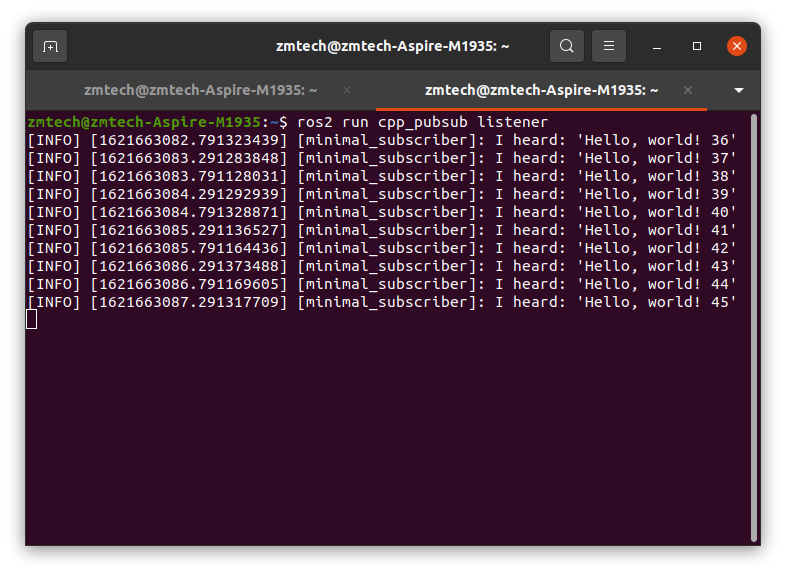 zmtech@zmtech-Aspire-M1935: ~
zmtech@zmtech-Aspire-M1935: ~
zmtech@zmtech-Aspire-M1935: ~
zmtech@zmtech-Aspire-M1935:~$ ros2 run cpp_pubsub listener
[INFO] [1621663082.791323439] [minimal_subscriber]: I heard: 'Hello, world! 36'
[INFO] [1621663083.291283848] [minimal_subscriber]: I heard: 'Hello, world! 37'
[INFO] [1621663083.791128031] [minimal_subscriber]: I heard: 'Hello, world! 38'
[INFO] [1621663084.291292939] [minimal_subscriber]: I heard: 'Hello, world! 39'
[INFO] [1621663084.791328871] [minimal_subscriber]: I heard: 'Hello, world! 40'
[INFO] [1621663085.291136527] [minimal_subscriber]: I heard: 'Hello, world! 41'
[INFO] [1621663085.791164436] [minimal_subscriber]: I heard: 'Hello, world! 42'
[INFO] [1621663086.291373488] [minimal_subscriber]: I heard: 'Hello, world! 43'
[INFO] [1621663086.791169605] [minimal_subscriber]: I heard: 'Hello, world! 44'
[INFO] [1621663087.291317709] [minimal_subscriber]: I heard: 'Hello, world! 45'